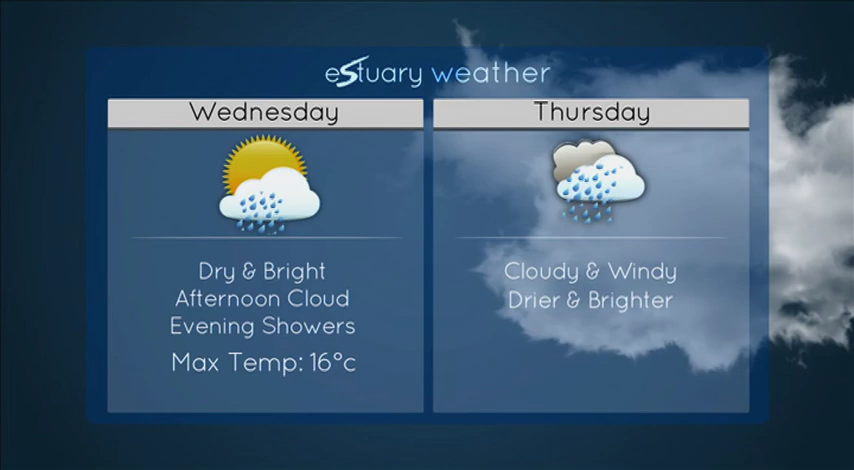 eStuary weather
Wednesday
Dry & Bright
Afternoon Cloud
Evening Showers
Max Temp: 16°c
Thursday
Cloudy & Windy
Drier & Brighter